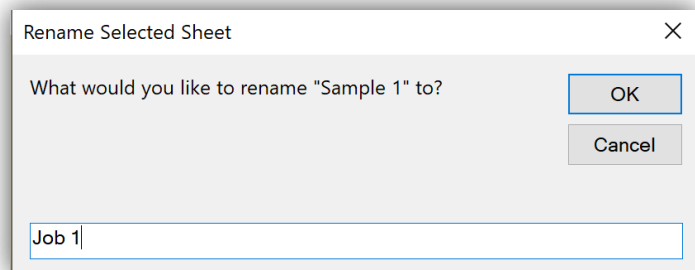 Rename Selected Sheet
What would you like to rename "Sample 1" to?
OK
Cancel
Job 1